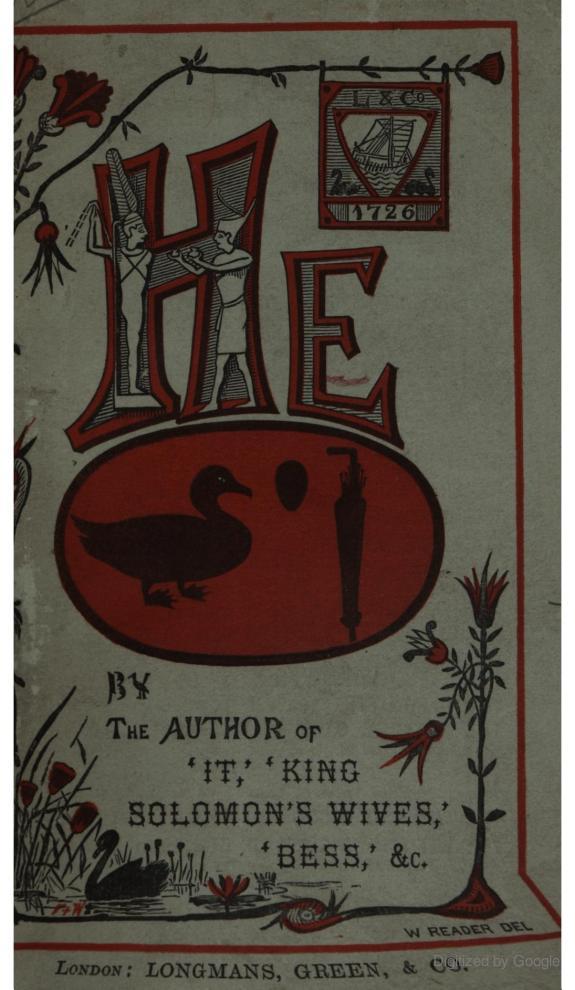 L. & Co
1726
HE
BY
THE AUTHOR OF
'IT,' 'KING
SOLOMON'S WIVES,'
'BESS,' &c.
W READER DEL
LONDON: LONGMANS, GREEN, & CO.
Digitized by Google